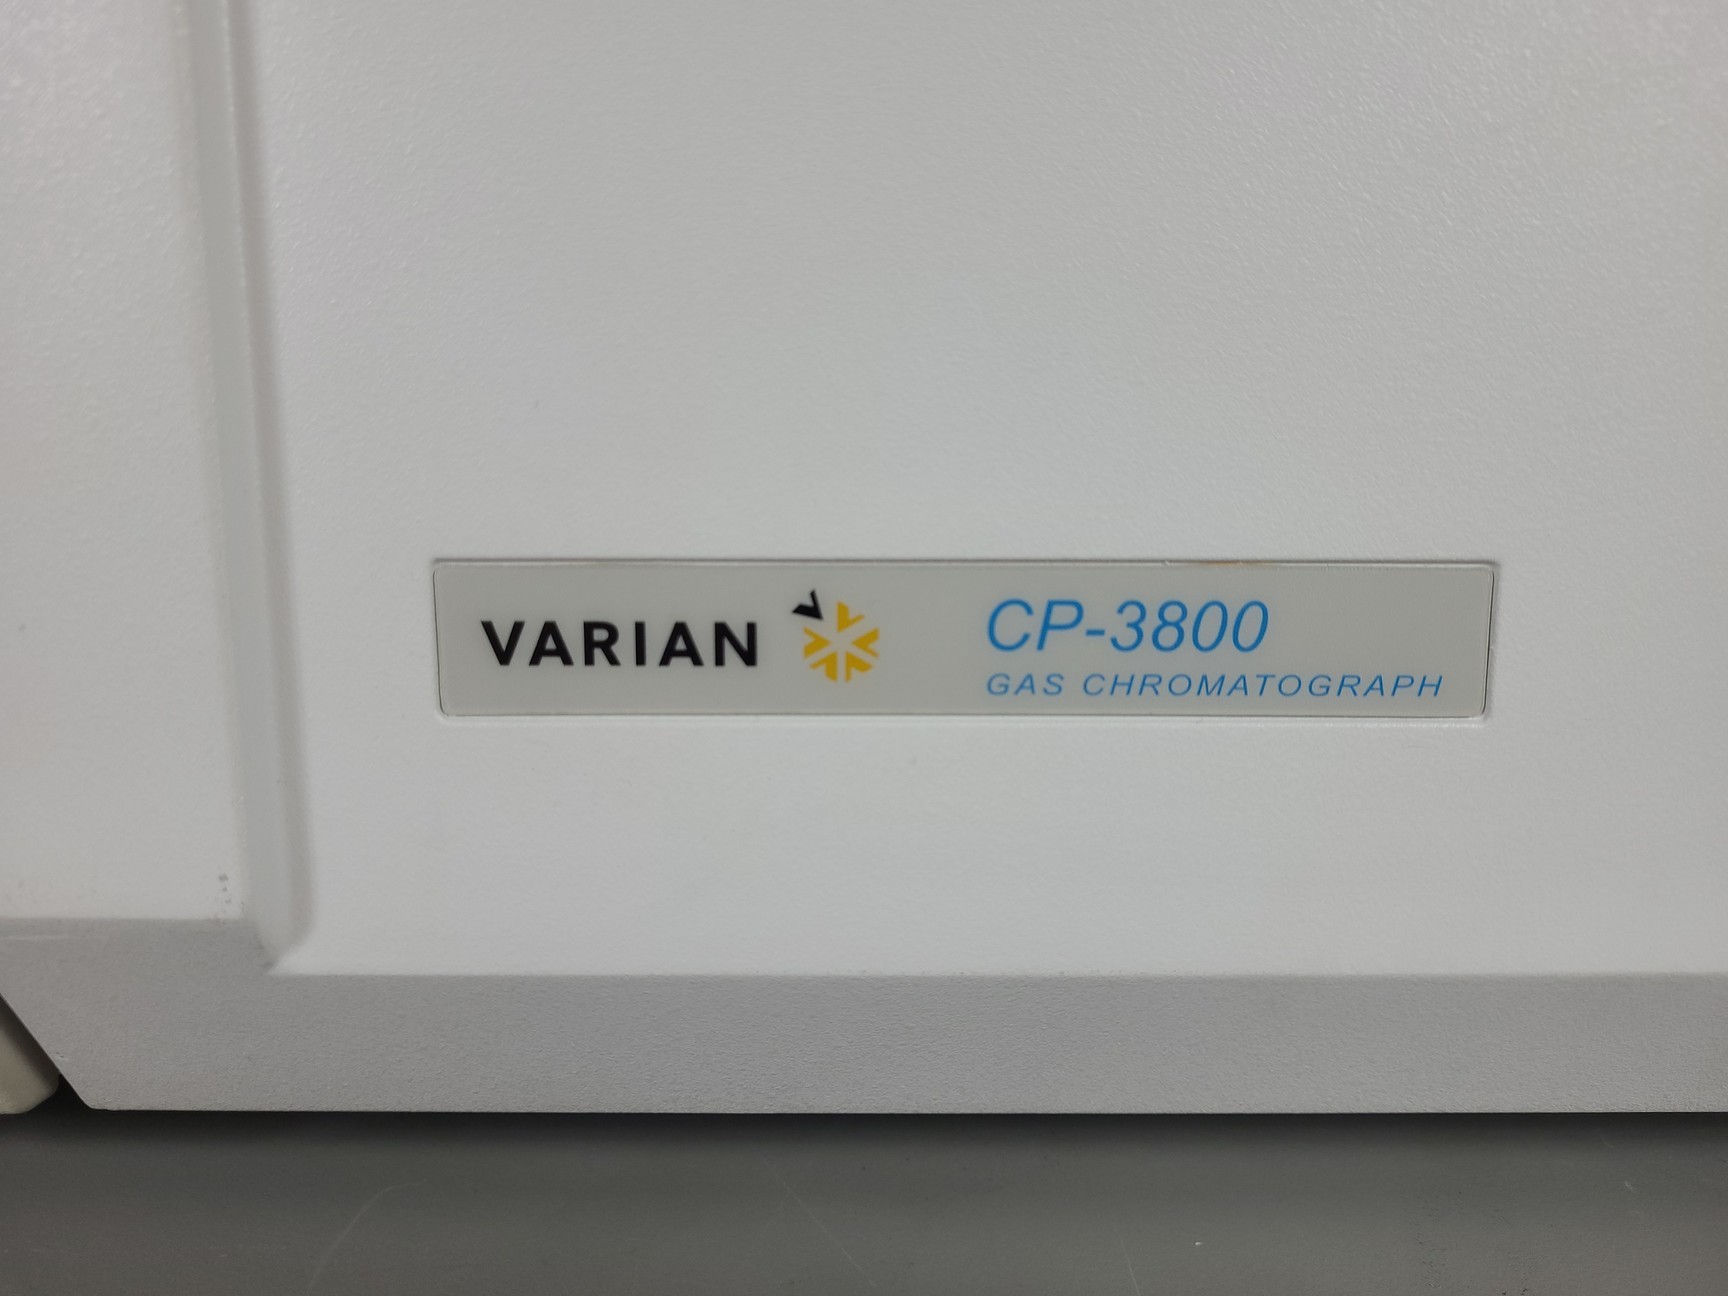 VARIAN
CP-3800
GAS CHROMATOGRAPH